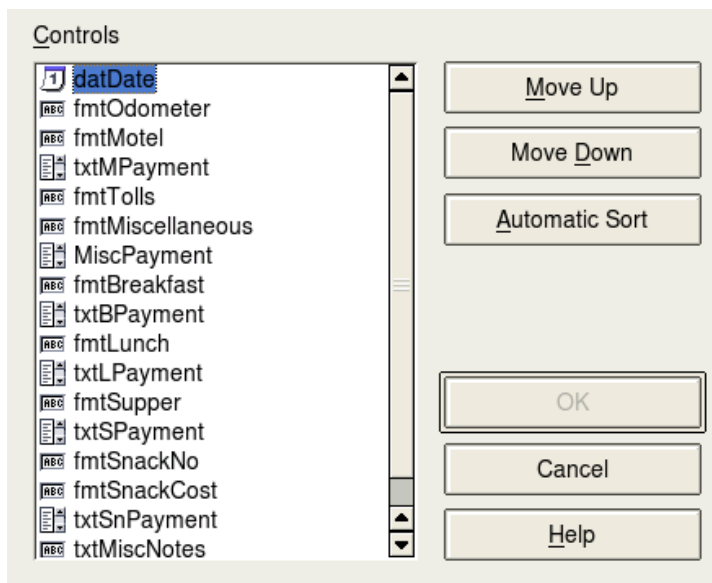 Controls
datDate
fmtOdometer
fmtMotel
txtMPayment
fmtTolls
fmtMiscellaneous
MiscPayment
fmtBreakfast
txtBPayment
fmtLunch
txtLPayment
fmtSupper
txtSPayment
fmtSnackNo
fmtSnackCost
txtSnPayment
txtMiscNotes
Move Up
Move Down
Automatic Sort
OK
Cancel
Help